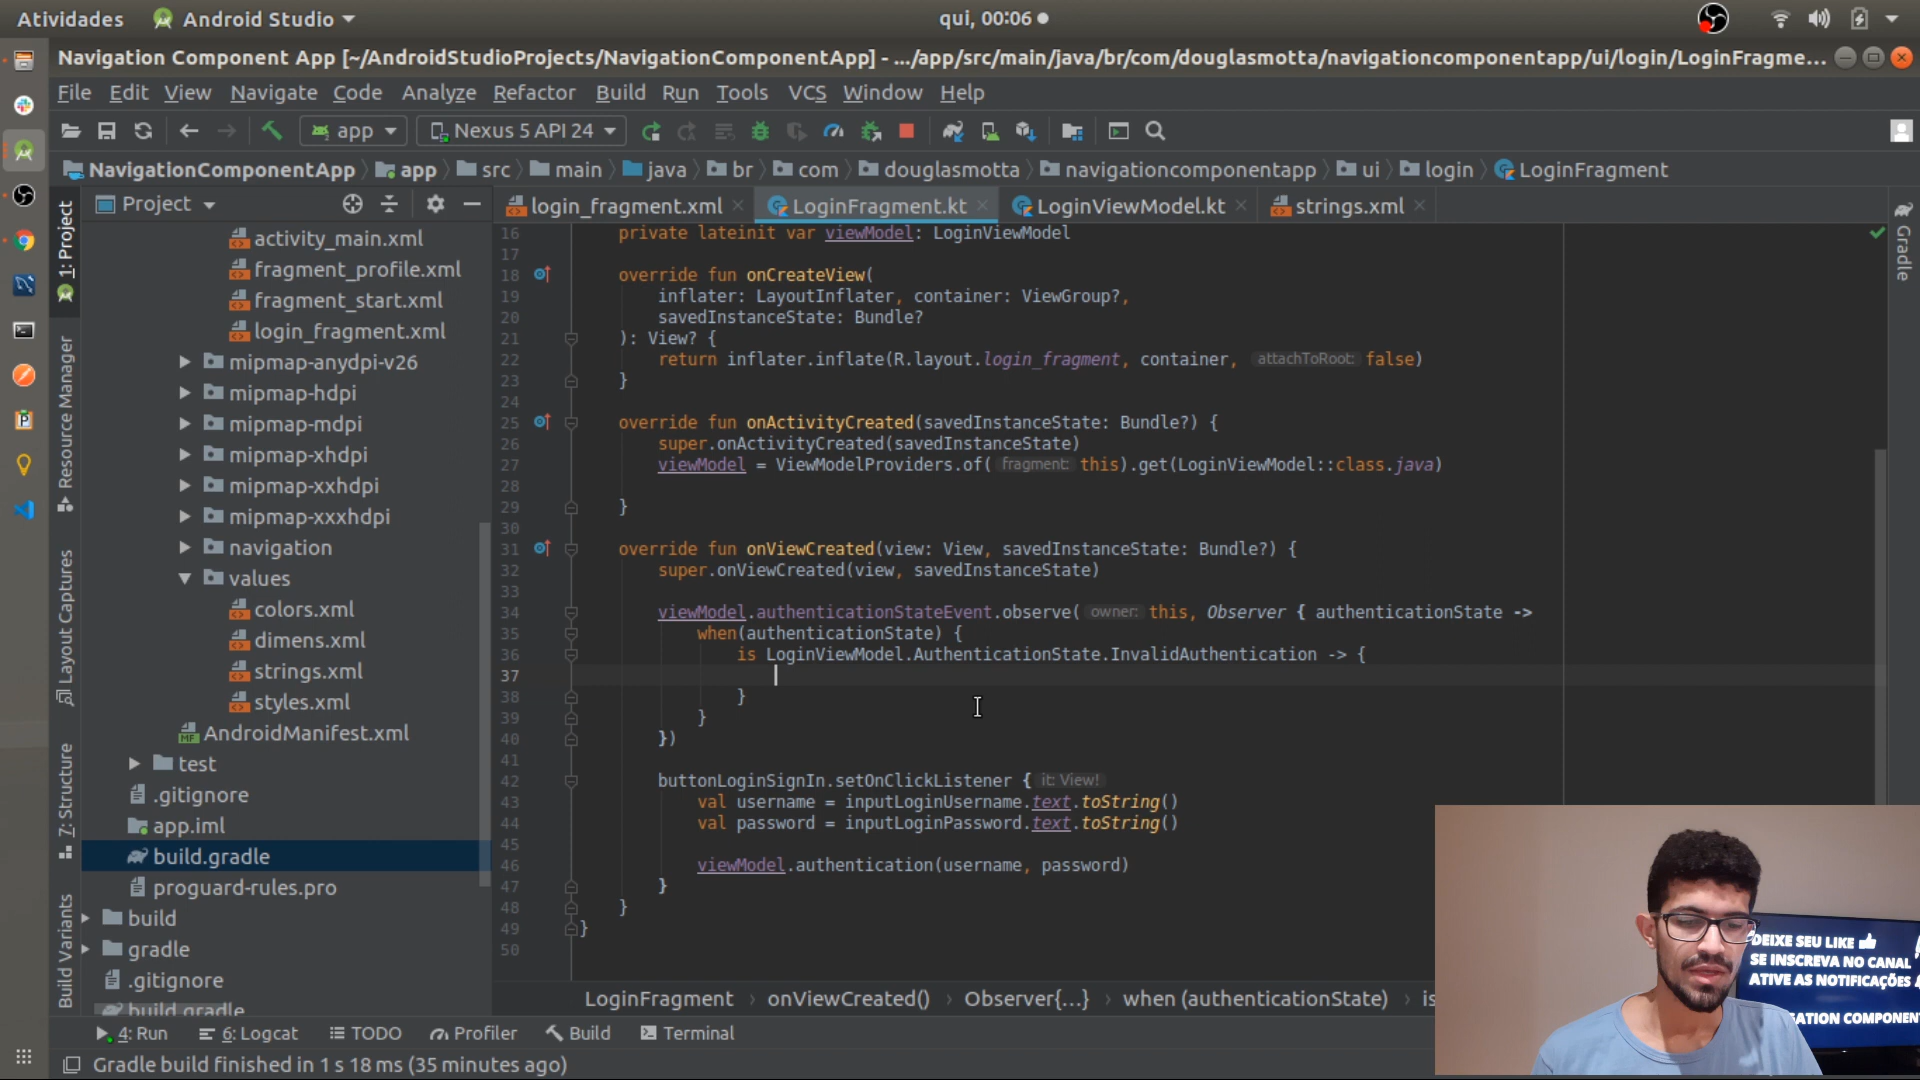 Atividades Android Studio qui, 00:06
Navigation Component App [~/AndroidStudioProjects/NavigationComponentApp] - .../app/src/main/java/br/com/douglasmotta/navigationcomponentapp/ui/login/LoginFragme...
File Edit View Navigate Code Analyze Refactor Build Run Tools VCS Window Help
app Nexus 5 API 24
NavigationComponentApp app src main java br com douglasmotta navigationcomponentapp ui login LoginFragment
Project login_fragment.xml LoginFragment.kt LoginViewModel.kt strings.xml
1: Project
Resource Manager
Layout Captures
7: Structure
Build Variants
Gradle
activity_main.xml
fragment_profile.xml
fragment_start.xml
login_fragment.xml
mipmap-anydpi-v26
mipmap-hdpi
mipmap-mdpi
mipmap-xhdpi
mipmap-xxhdpi
mipmap-xxxhdpi
navigation
values
colors.xml
dimens.xml
strings.xml
styles.xml
AndroidManifest.xml
test
.gitignore
app.iml
build.gradle
proguard-rules.pro
build
gradle
.gitignore
build.gradle
16 private lateinit var viewModel: LoginViewModel
17
18 override fun onCreateView(
19 inflater: LayoutInflater, container: ViewGroup?,
20 savedInstanceState: Bundle?
21 ): View? {
22 return inflater.inflate(R.layout.login_fragment, container, attachToRoot: false)
23 }
24
25 override fun onActivityCreated(savedInstanceState: Bundle?) {
26 super.onActivityCreated(savedInstanceState)
27 viewModel = ViewModelProviders.of( fragment: this).get(LoginViewModel::class.java)
28
29 }
30
31 override fun onViewCreated(view: View, savedInstanceState: Bundle?) {
32 super.onViewCreated(view, savedInstanceState)
33
34 viewModel.authenticationStateEvent.observe( owner: this, Observer { authenticationState ->
35 when(authenticationState) {
36 is LoginViewModel.AuthenticationState.InvalidAuthentication -> {
37
38 }
39 }
40 })
41
42 buttonLoginSignIn.setOnClickListener { it: View!
43 val username = inputLoginUsername.text.toString()
44 val password = inputLoginPassword.text.toString()
45
46 viewModel.authentication(username, password)
47 }
48 }
49 }
50
LoginFragment onViewCreated() Observer{...} when (authenticationState) is
4: Run 6: Logcat TODO Profiler Build Terminal
Gradle build finished in 1 s 18 ms (35 minutes ago)
DEIXE SEU LIKE
SE INSCREVA NO CANAL
ATIVE AS NOTIFICAÇÕES